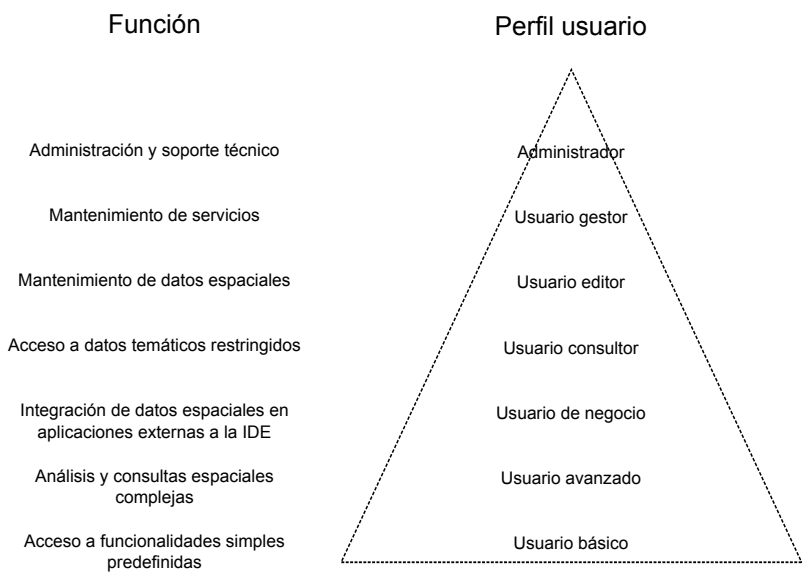 Función
Perfil usuario
Administración y soporte técnico
Administrador
Mantenimiento de servicios
Usuario gestor
Mantenimiento de datos espaciales
Usuario editor
Acceso a datos temáticos restringidos
Usuario consultor
Integración de datos espaciales en
aplicaciones externas a la IDE
Usuario de negocio
Análisis y consultas espaciales
complejas
Usuario avanzado
Acceso a funcionalidades simples
predefinidas
Usuario básico